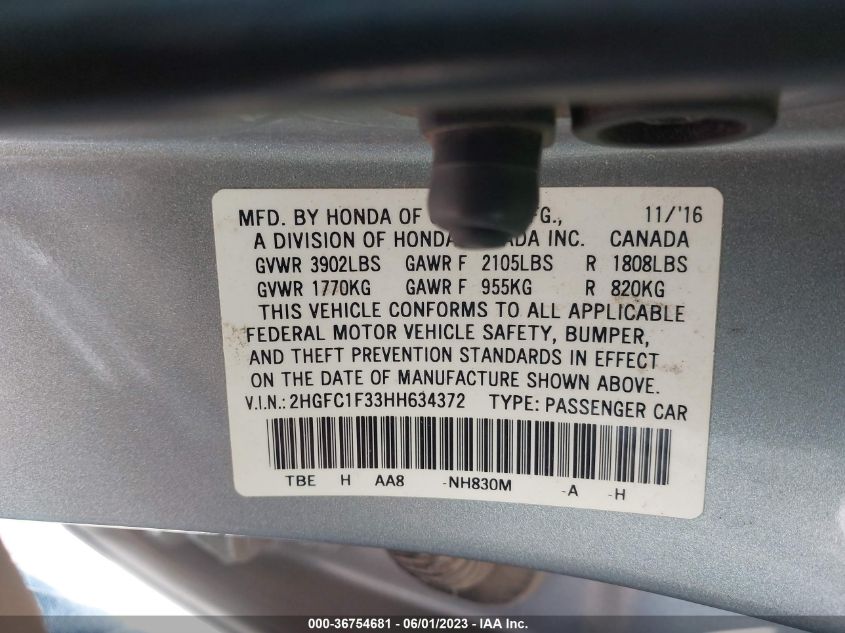 MFD. BY HONDA OF FG., 11/'16
A DIVISION OF HONDA ADA INC. CANADA
GVWR 3902LBS GAWR F 2105LBS R 1808LBS
GVWR 1770KG GAWR F 955KG R 820KG
THIS VEHICLE CONFORMS TO ALL APPLICABLE
FEDERAL MOTOR VEHICLE SAFETY, BUMPER,
AND THEFT PREVENTION STANDARDS IN EFFECT
ON THE DATE OF MANUFACTURE SHOWN ABOVE.
V.I.N.: 2HGFC1F33HH634372 TYPE: PASSENGER CAR
TBE H AA8 -NH830M -A -H
000-36754681 - 06/01/2023 - IAA Inc.